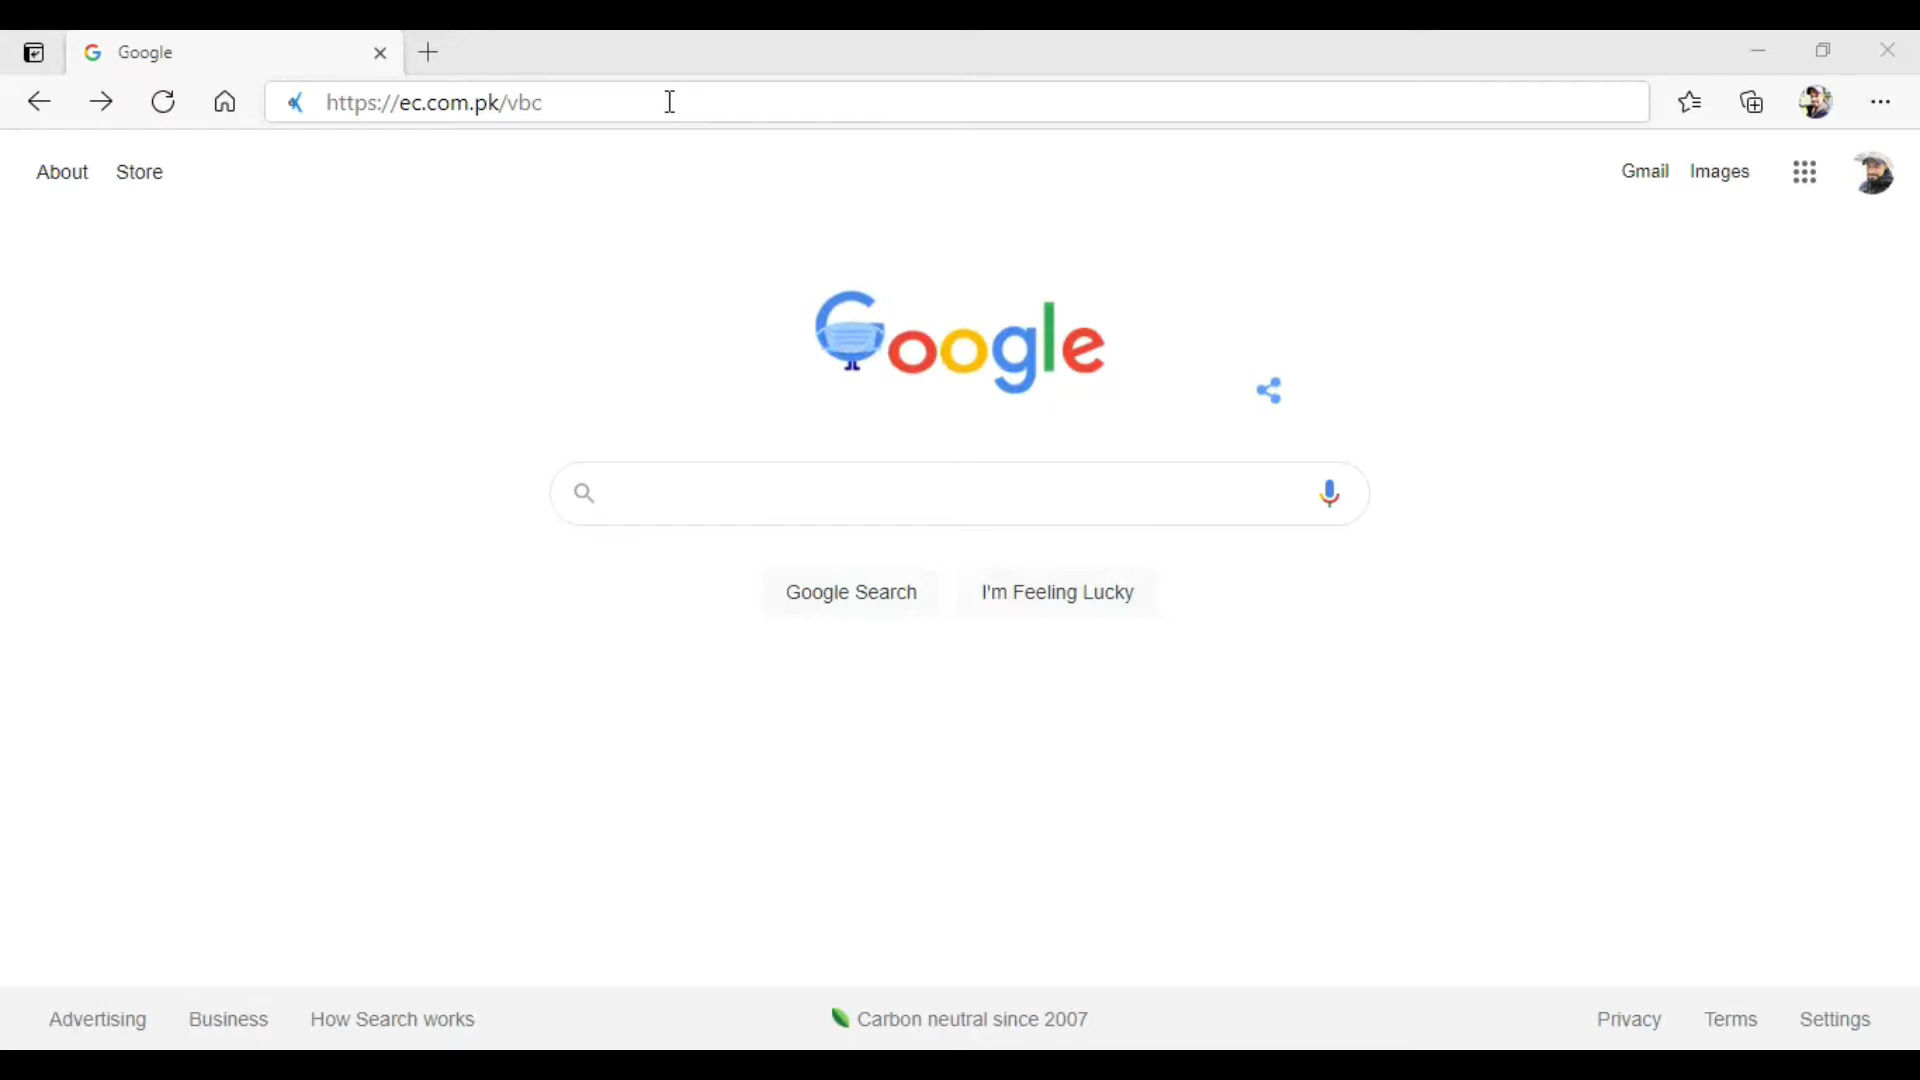 Google
https://ec.com.pk/vbc
About Store
Gmail Images
Google
Google Search
I'm Feeling Lucky
Advertising Business How Search works
Carbon neutral since 2007
Privacy Terms Settings